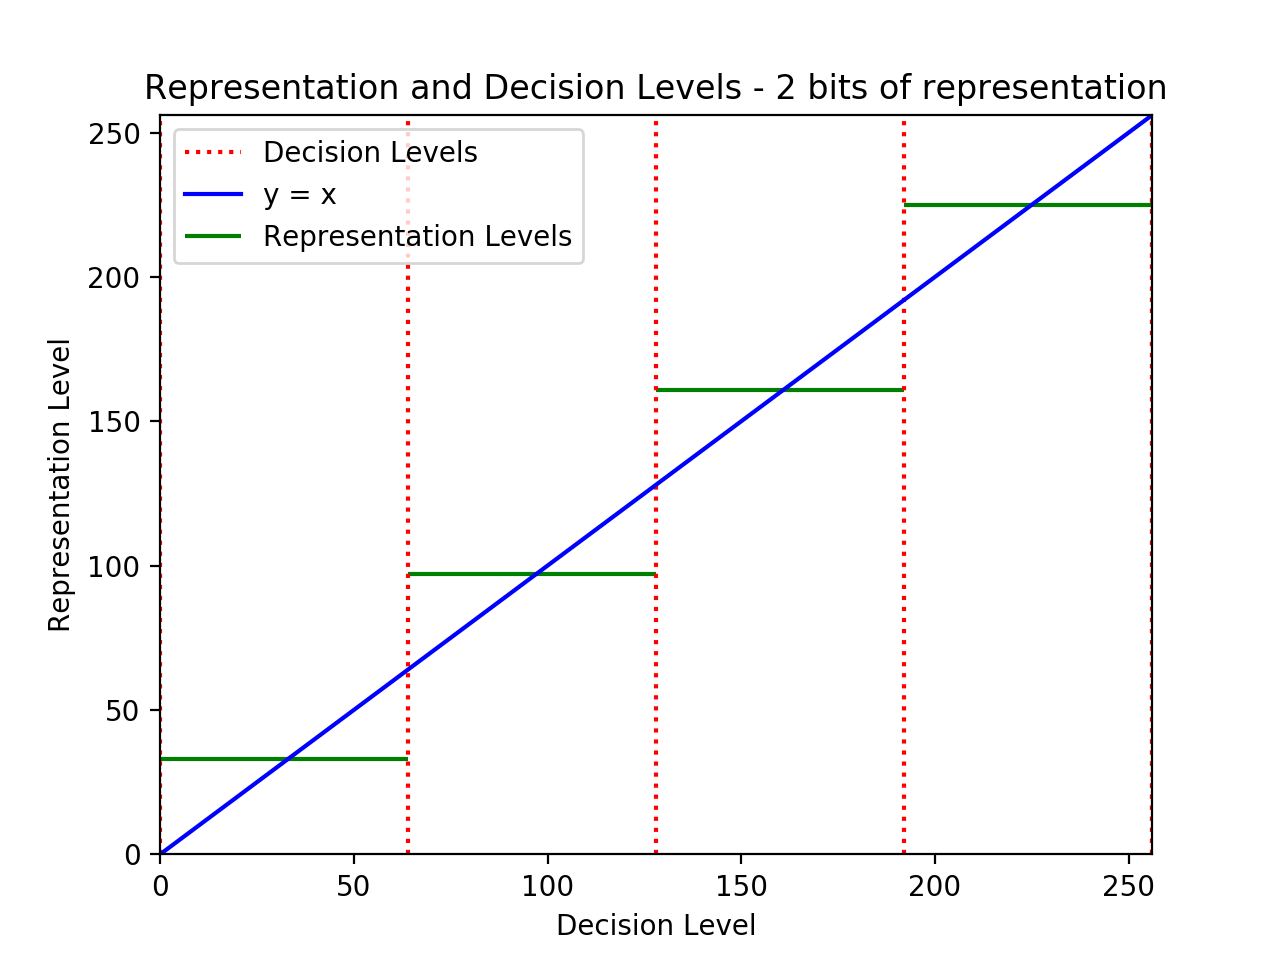 Representation and Decision Levels - 2 bits of representation
250
200
150
100
50
0
Representation Level
Decision Levels
y = x
Representation Levels
0 50 100 150 200 250
Decision Level